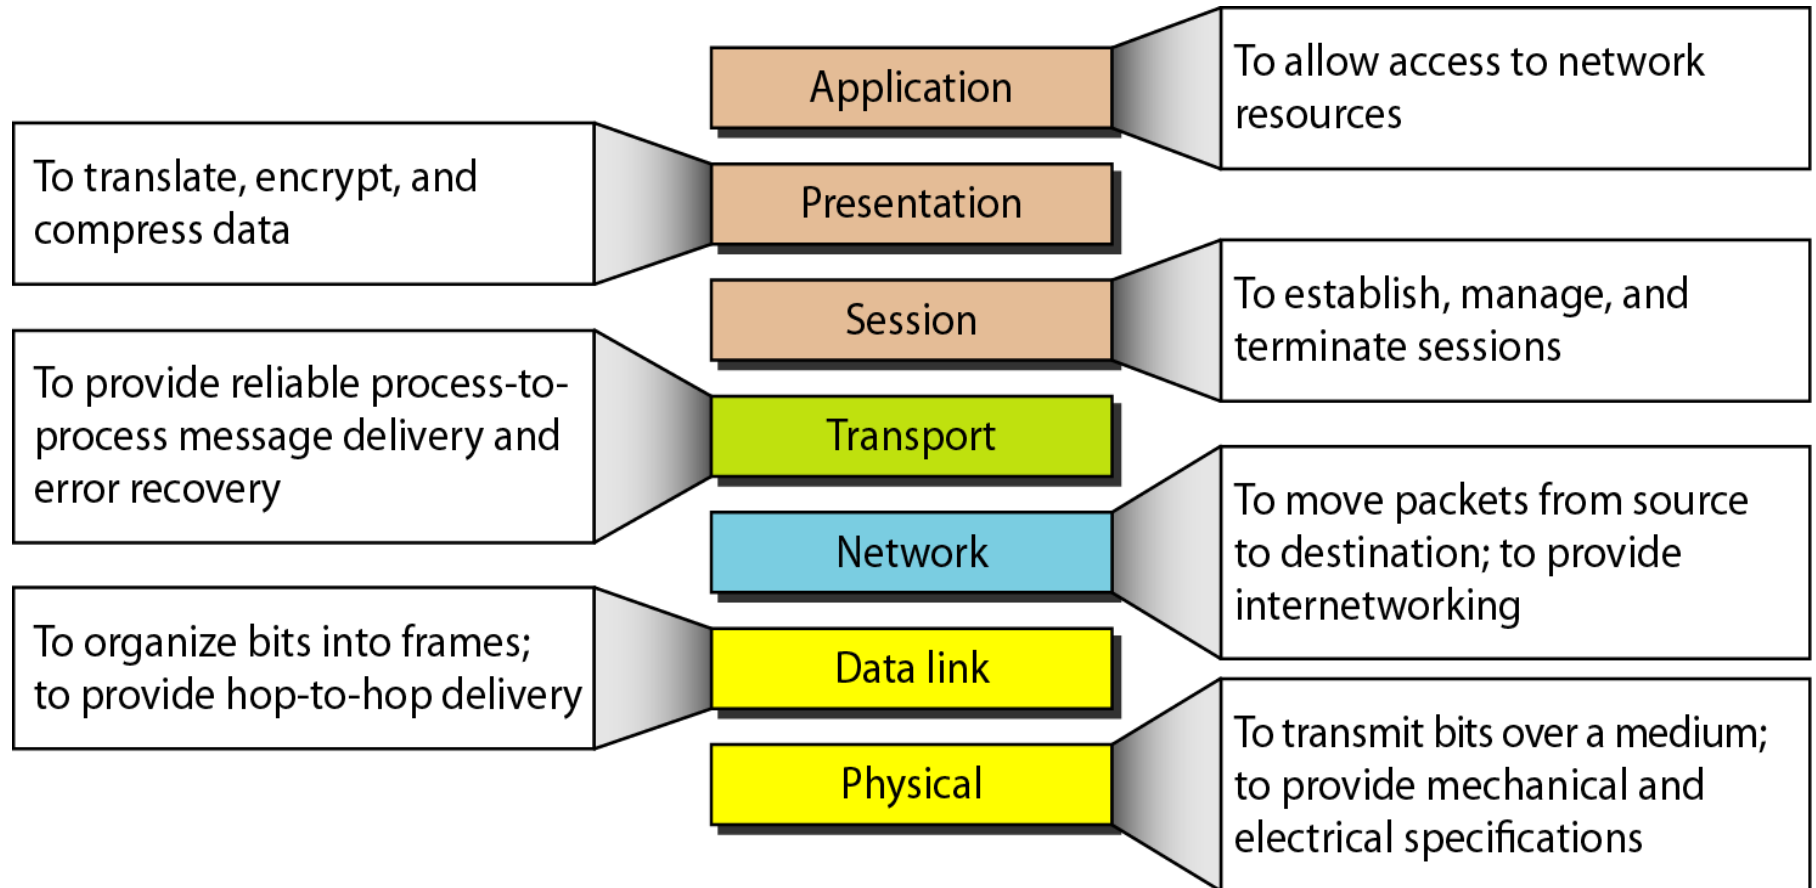 Application
To allow access to network
resources
To translate, encrypt, and
compress data
Presentation
Session
To establish, manage, and
terminate sessions
To provide reliable process-to-
process message delivery and
error recovery
Transport
Network
To move packets from source
to destination; to provide
internetworking
To organize bits into frames;
to provide hop-to-hop delivery
Data link
Physical
To transmit bits over a medium;
to provide mechanical and
electrical specifications